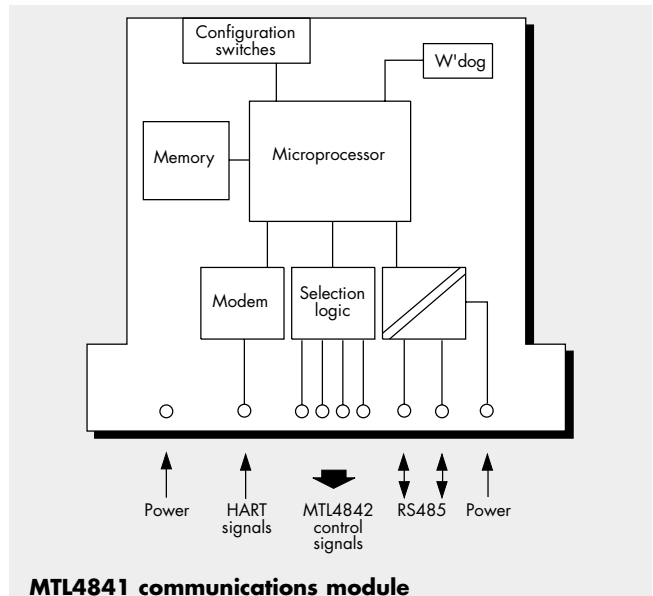 Configuration
switches
W'dog
Memory
Microprocessor
Modem
Selection
logic
Power
HART
signals
MTL4842
control
signals
RS485
Power
MTL4841 communications module